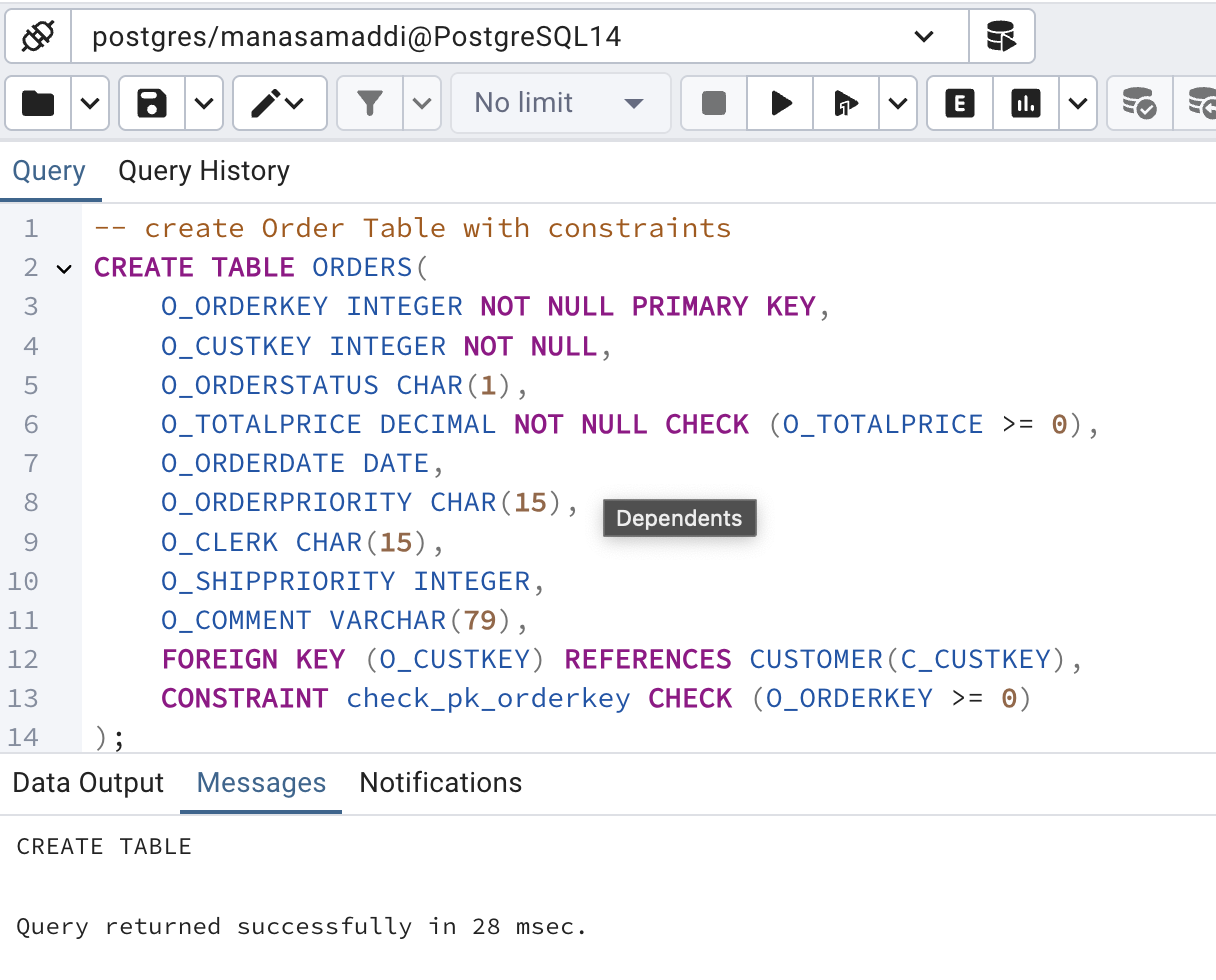 postgres/manasamaddi@PostgreSQL14
No limit
E
Query Query History
1 -- create Order Table with constraints
2 CREATE TABLE ORDERS(
3 O_ORDERKEY INTEGER NOT NULL PRIMARY KEY,
4 O_CUSTKEY INTEGER NOT NULL,
5 O_ORDERSTATUS CHAR(1),
6 O_TOTALPRICE DECIMAL NOT NULL CHECK (O_TOTALPRICE >= 0),
7 O_ORDERDATE DATE,
8 O_ORDERPRIORITY CHAR(15),
Dependents
9 O_CLERK CHAR(15),
10 O_SHIPPRIORITY INTEGER,
11 O_COMMENT VARCHAR(79),
12 FOREIGN KEY (O_CUSTKEY) REFERENCES CUSTOMER(C_CUSTKEY),
13 CONSTRAINT check_pk_orderkey CHECK (O_ORDERKEY >= 0)
14 );
Data Output Messages Notifications
CREATE TABLE
Query returned successfully in 28 msec.